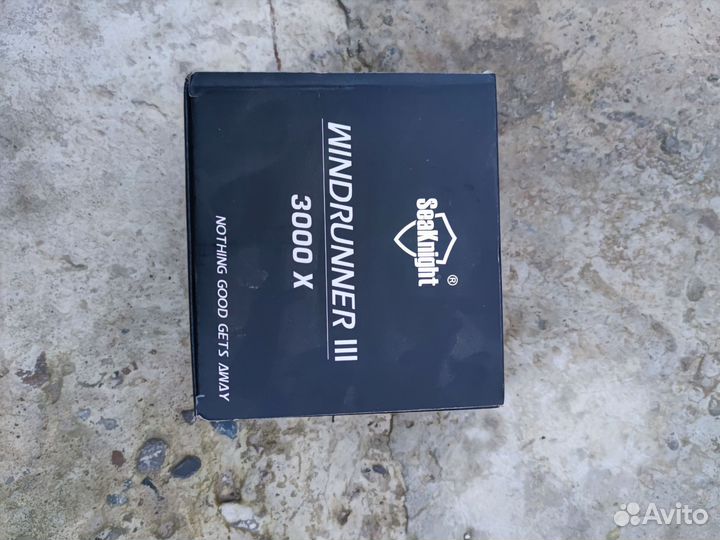 SeaKnight®
WINDRUNNER III
3000 X
NOTHING GOOD GETS AWAY
Avito